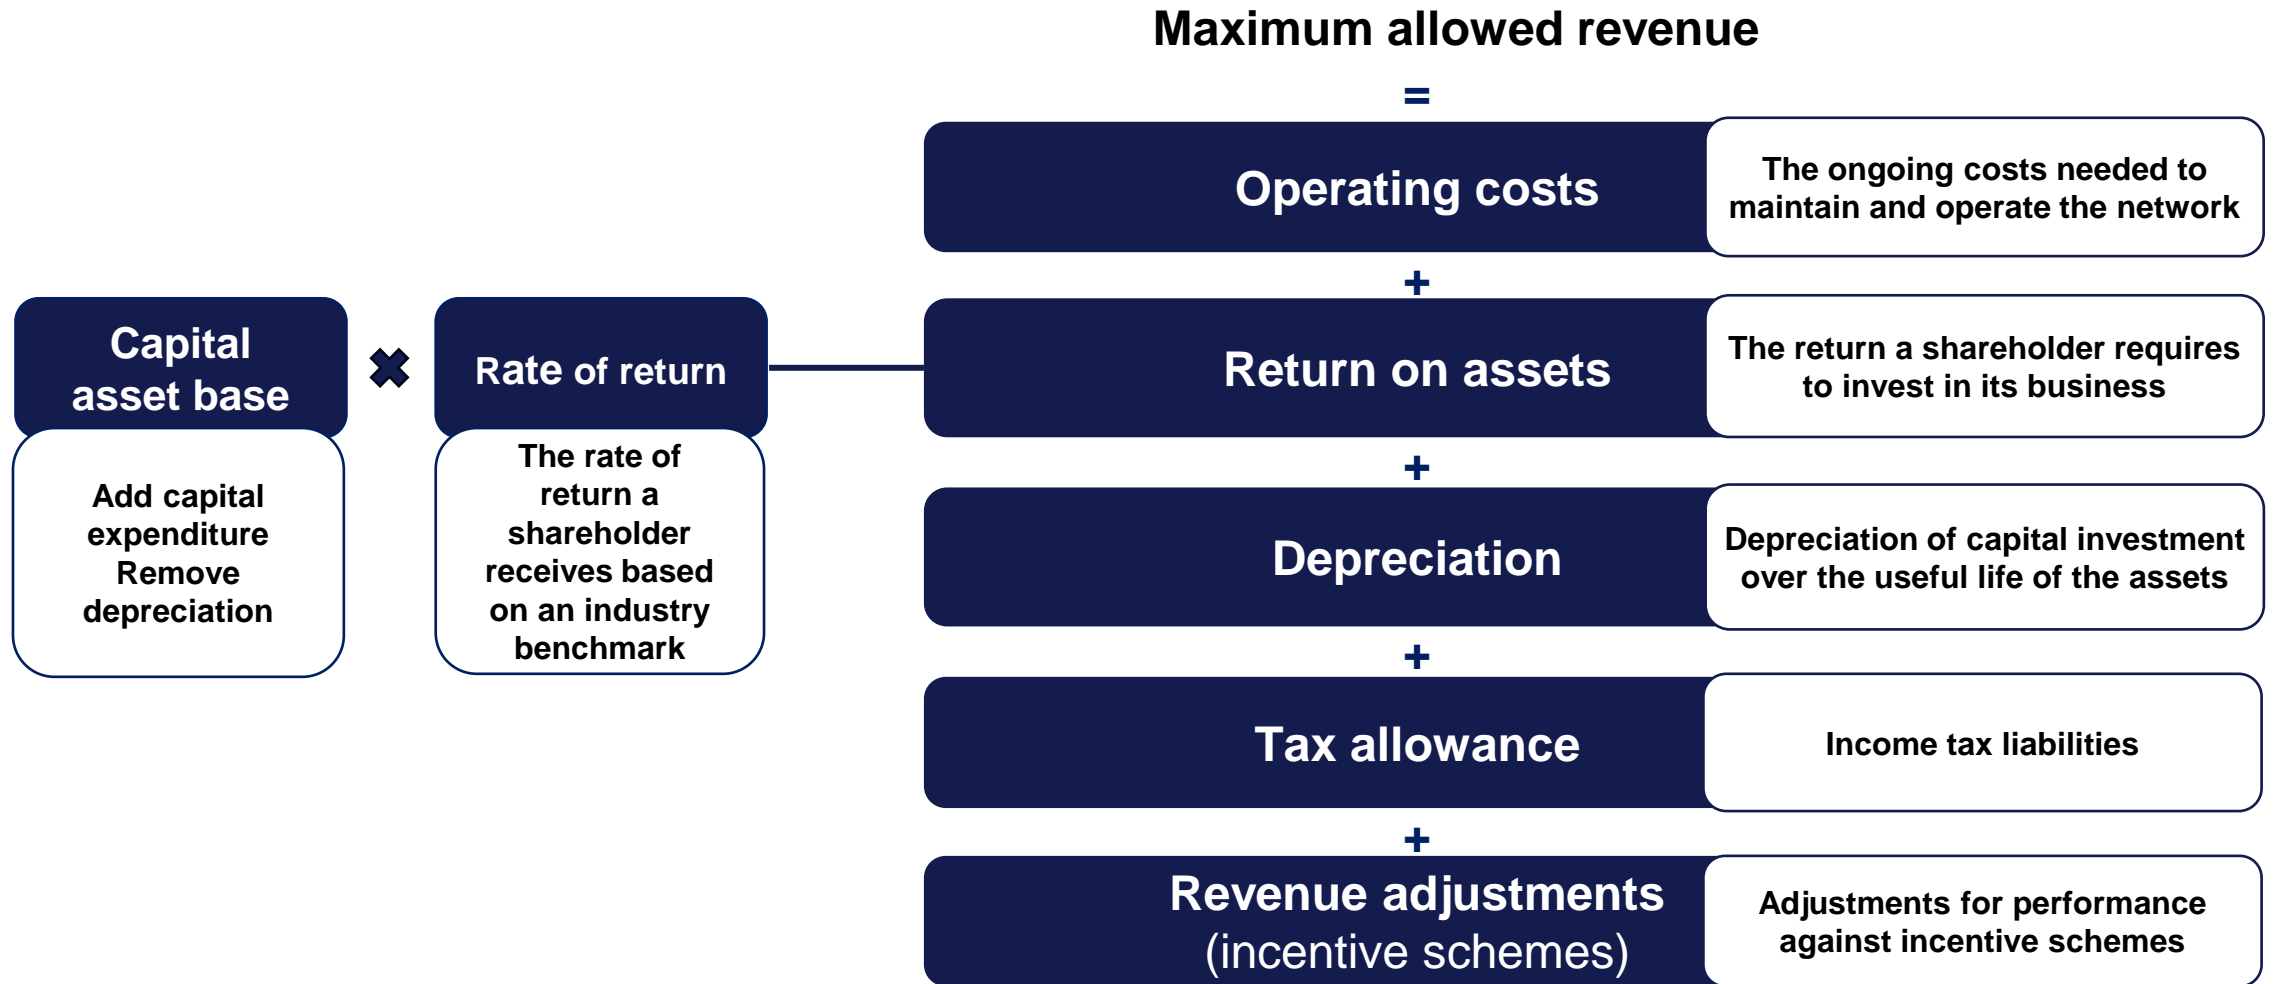 Maximum allowed revenue
=
Operating costs
The ongoing costs needed to
maintain and operate the network
+
Capital
asset base
✖
Rate of return
Return on assets
The return a shareholder requires
to invest in its business
Add capital
expenditure
Remove
depreciation
The rate of
return a
shareholder
receives based
on an industry
benchmark
+
Depreciation
Depreciation of capital investment
over the useful life of the assets
+
Tax allowance
Income tax liabilities
+
Revenue adjustments
(incentive schemes)
Adjustments for performance
against incentive schemes